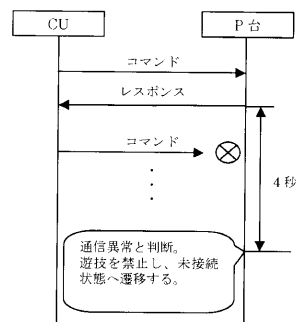 CU
P台
コマンド
レスポンス
コマンド
4秒
通信異常と判断。
遊技を禁止し、未接続
状態へ遷移する。